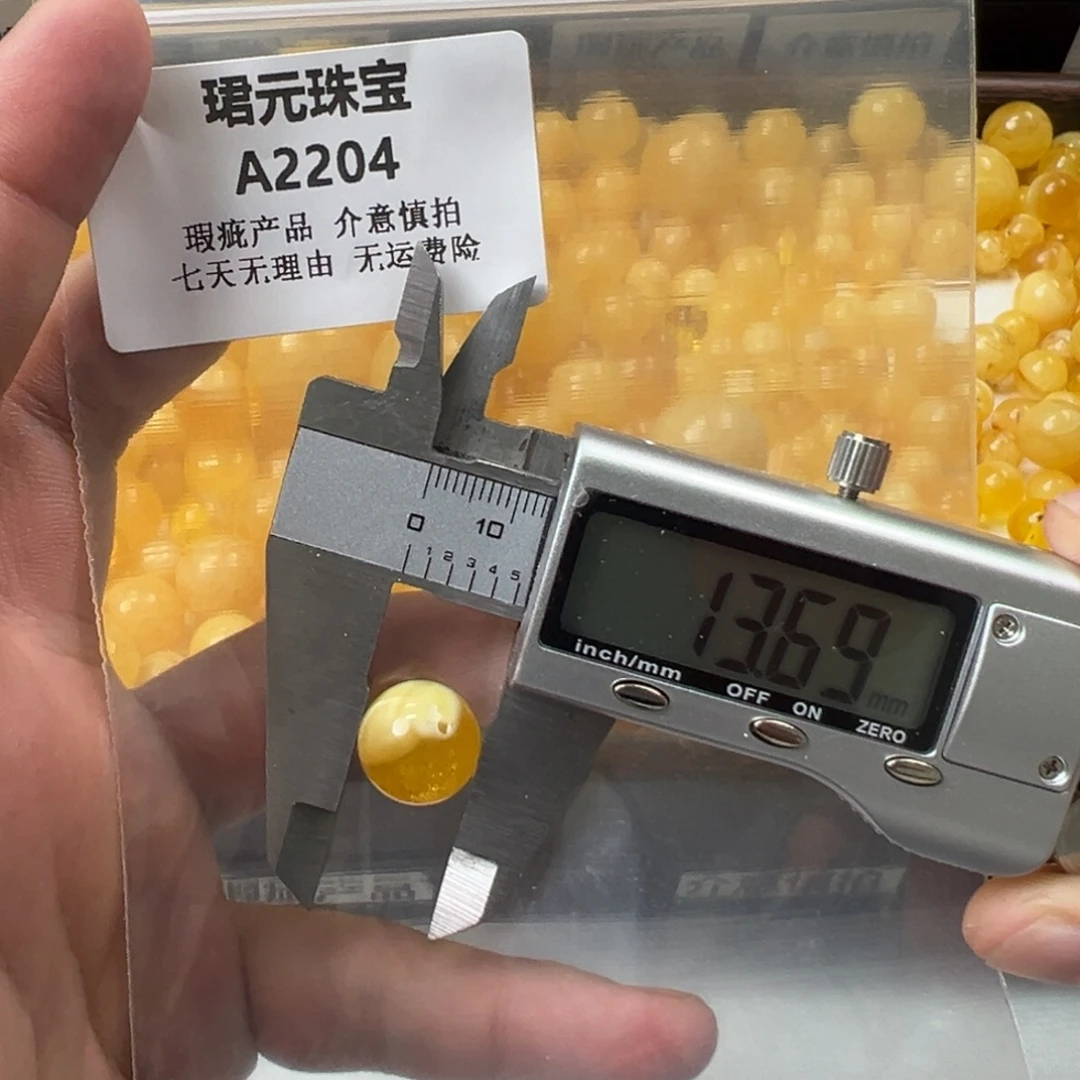 珺元珠宝
A2204
瑕疵产品 介意慎拍
七天无理由 无运费险
0 10
1 2 3 4 5
13.69 mm
inch/mm OFF ON ZERO